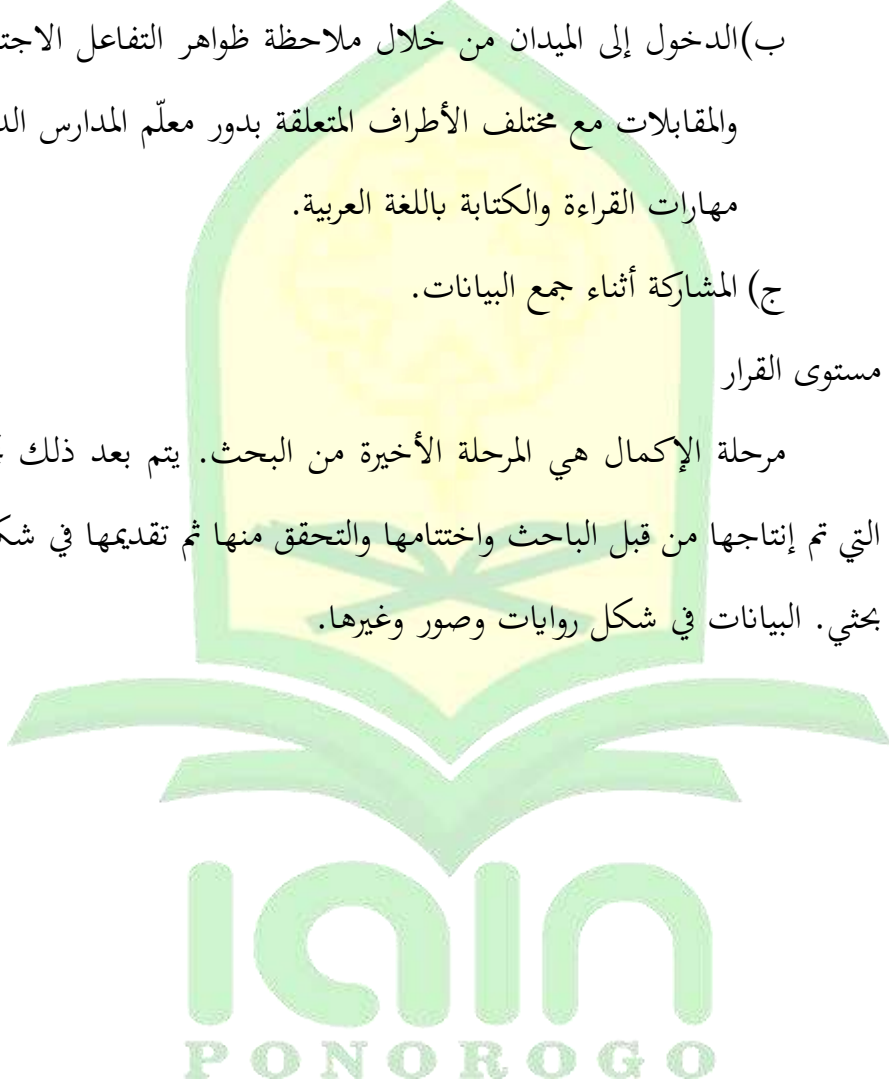 ب)الدخول إلى الميدان من خلال ملاحظة ظواهر التفاعل
والمقابلات مع مختلف الأطراف المتعلقة بدور معلّم المدارس
مهارات القراءة والكتابة باللغة العربية.
ج) المشاركة أثناء جمع البيانات.
مستوى القرار
مرحلة الإكمال هي المرحلة الأخيرة من البحث. يتم بعد ذلك
التي تم إنتاجها من قبل الباحث واختتامها والتحقق منها ثم تقديمها في
بحثي. البيانات في شكل روايات وصور وغيرها.
iain
PONOROGO